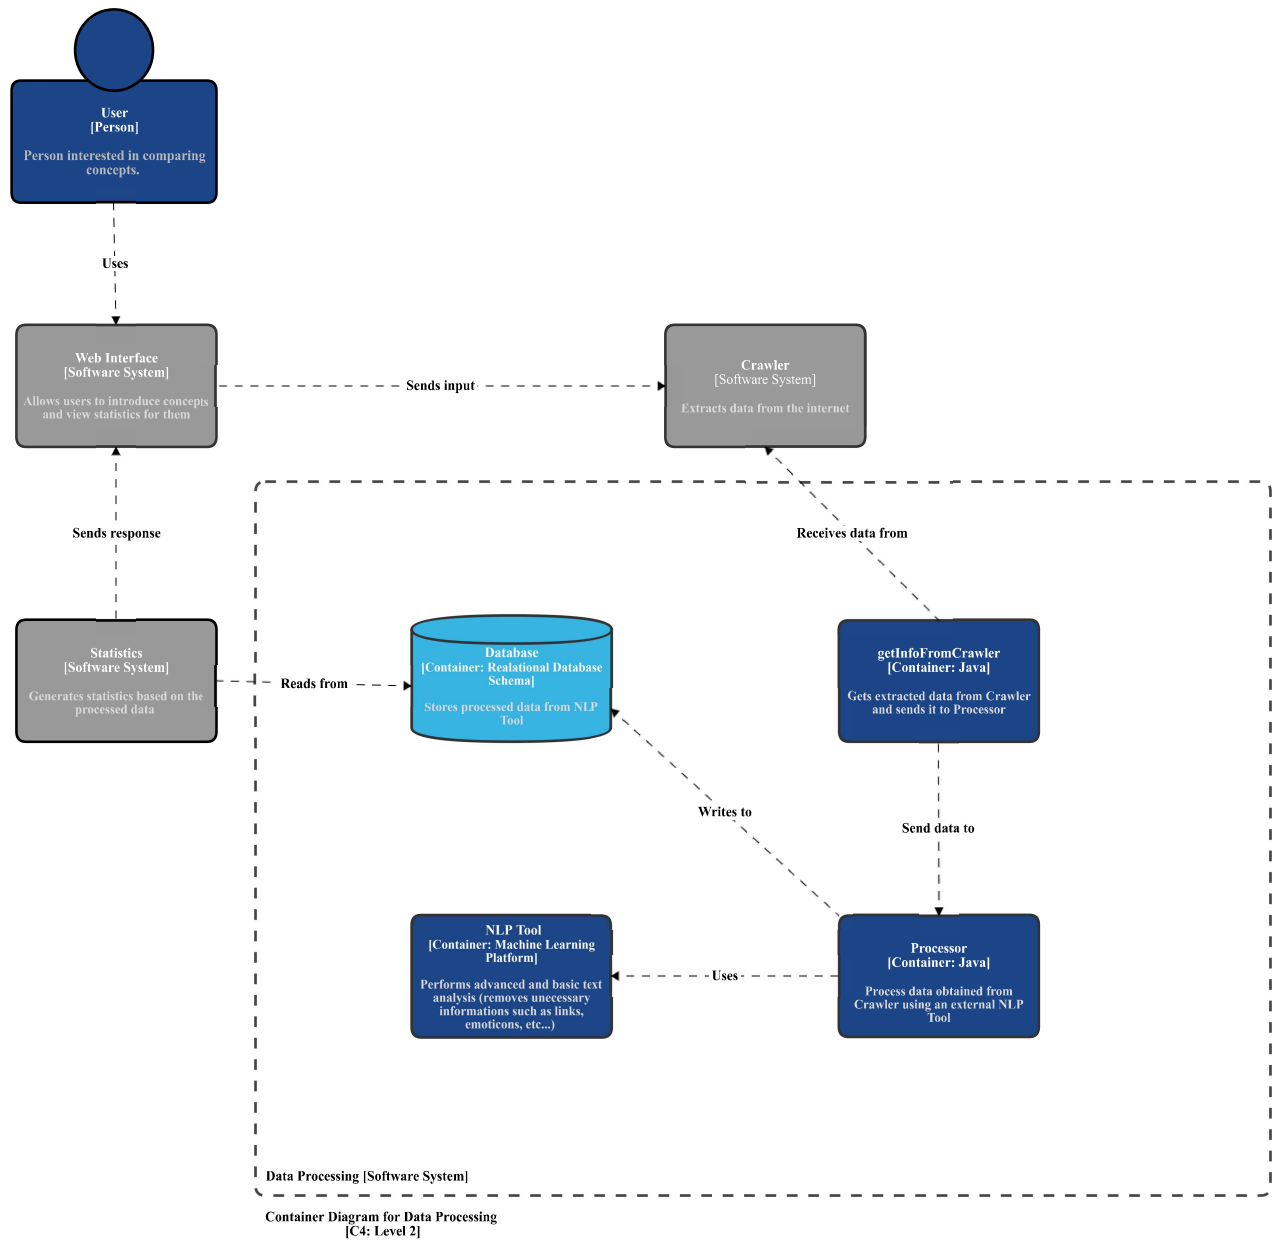 User
[Person]
Person interested in comparing
concepts.
Uses
Web Interface
[Software System]
Allows users to introduce concepts
and view statistics for them
Sends input
Crawler
[Software System]
Extracts data from the internet
Sends response
Receives data from
Statistics
[Software System]
Generates statistics based on the
processed data
Reads from
Database
[Container: Realational Database
Schema]
Stores processed data from NLP
Tool
getInfoFromCrawler
[Container: Java]
Gets extracted data from Crawler
and sends it to Processor
Writes to
Send data to
NLP Tool
[Container: Machine Learning
Platform]
Performs advanced and basic text
analysis (removes unecessary
informations such as links,
emoticons, etc...)
Uses
Processor
[Container: Java]
Process data obtained from
Crawler using an external NLP
Tool
Data Processing [Software System]
Container Diagram for Data Processing
[C4: Level 2]